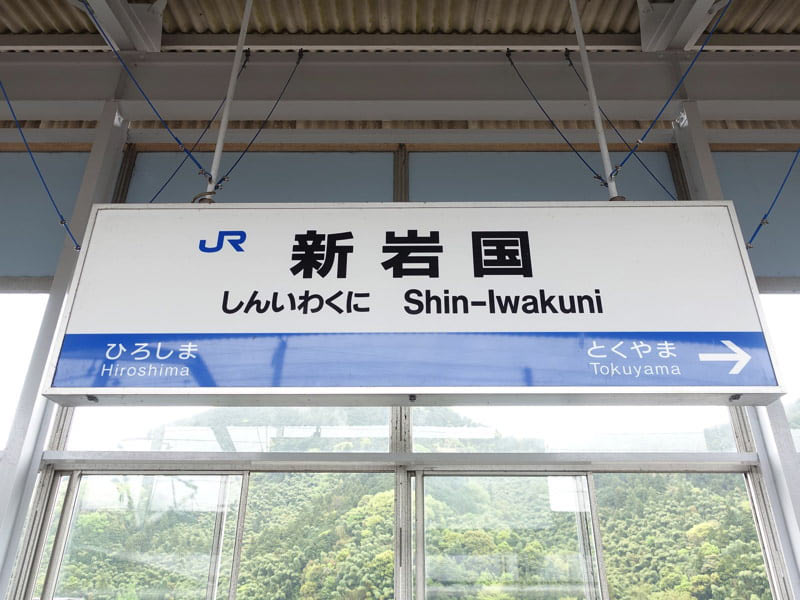 JR 新岩国
しんいわくに Shin-Iwakuni
ひろしま とくやま →
Hiroshima Tokuyama